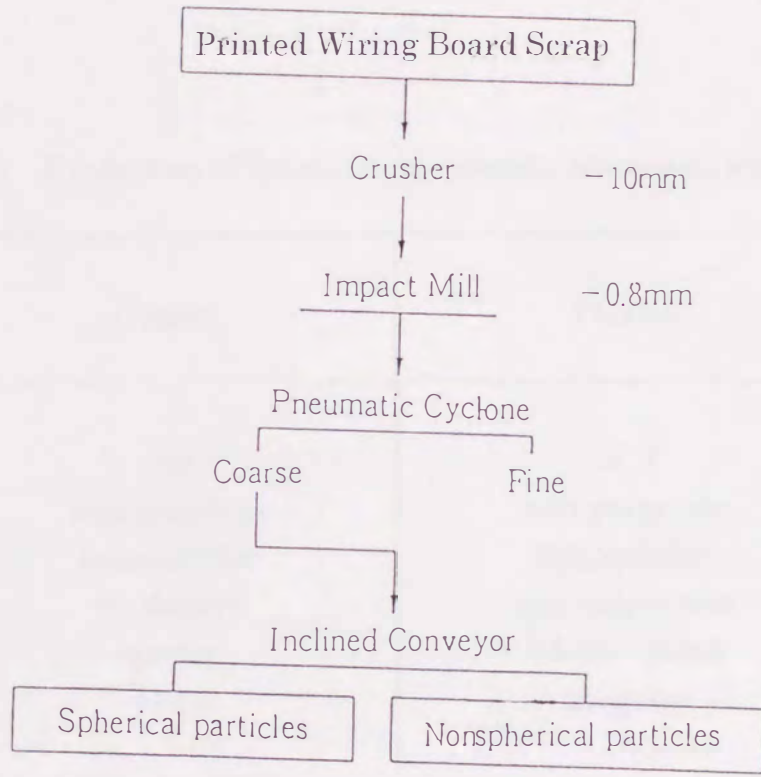 Printed Wiring Board Scrap
Crusher −10mm
Impact Mill −0.8mm
Pneumatic Cyclone
Coarse Fine
Inclined Conveyor
Spherical particles Nonspherical particles